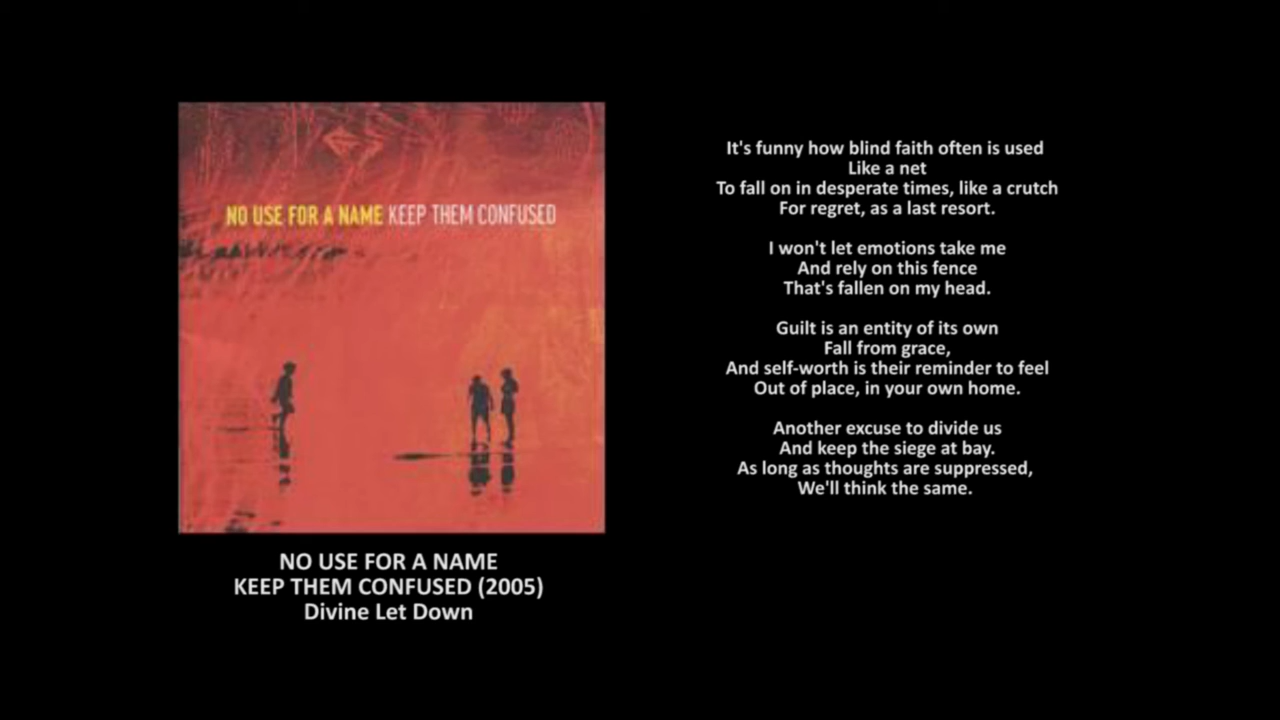 NO USE FOR A NAME KEEP THEM CONFUSED
NO USE FOR A NAME
KEEP THEM CONFUSED (2005)
Divine Let Down
It's funny how blind faith often is used
Like a net
To fall on in desperate times, like a crutch
For regret, as a last resort.
I won't let emotions take me
And rely on this fence
That's fallen on my head.
Guilt is an entity of its own
Fall from grace,
And self-worth is their reminder to feel
Out of place, in your own home.
Another excuse to divide us
And keep the siege at bay.
As long as thoughts are suppressed,
We'll think the same.